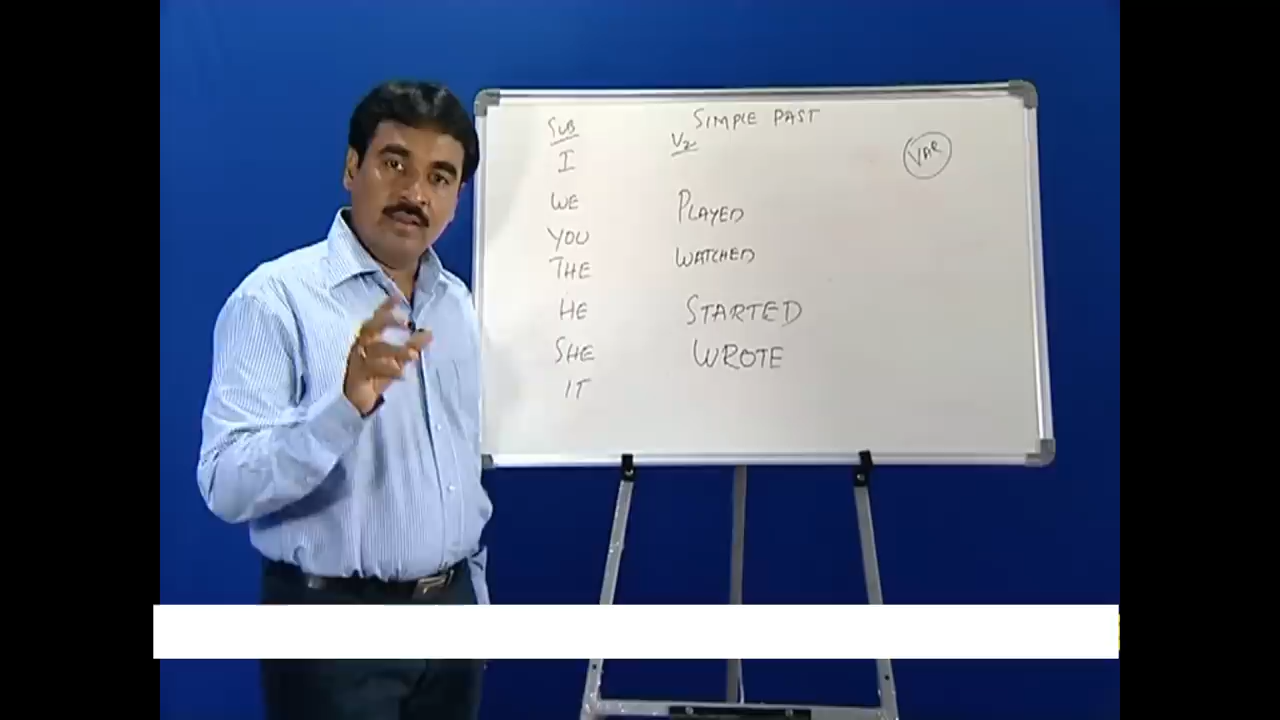 SIMPLE PAST
SUB
V2
VAR
I
WE
PLAYED
YOU
WATCHED
THE
HE
STARTED
SHE
WROTE
IT